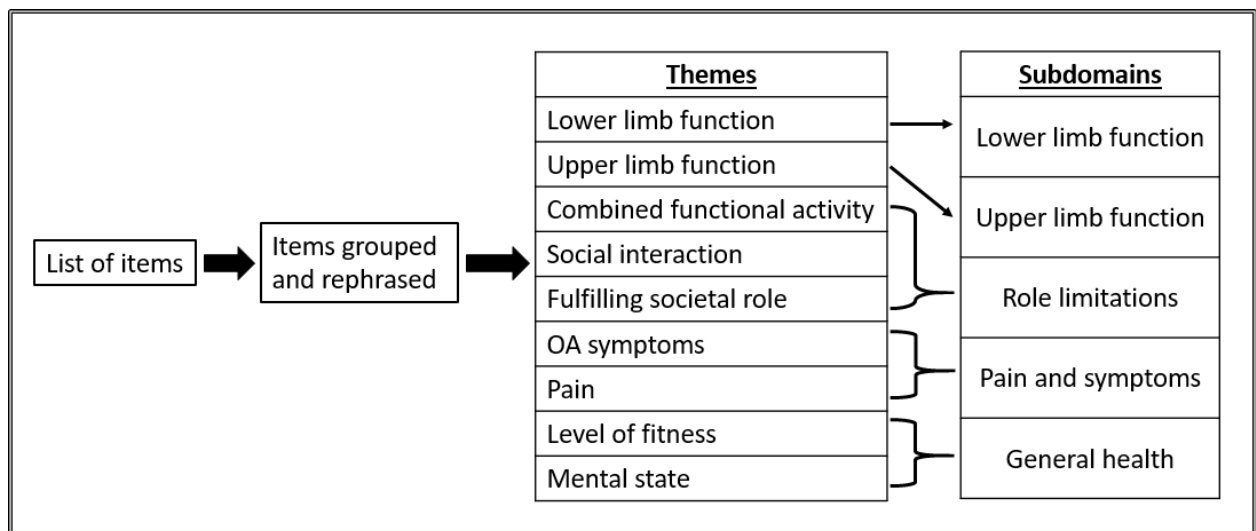 List of items
Items grouped
and rephrased
Themes
Lower limb function
Upper limb function
Combined functional activity
Social interaction
Fulfilling societal role
OA symptoms
Pain
Level of fitness
Mental state
Subdomains
Lower limb function
Upper limb function
Role limitations
Pain and symptoms
General health